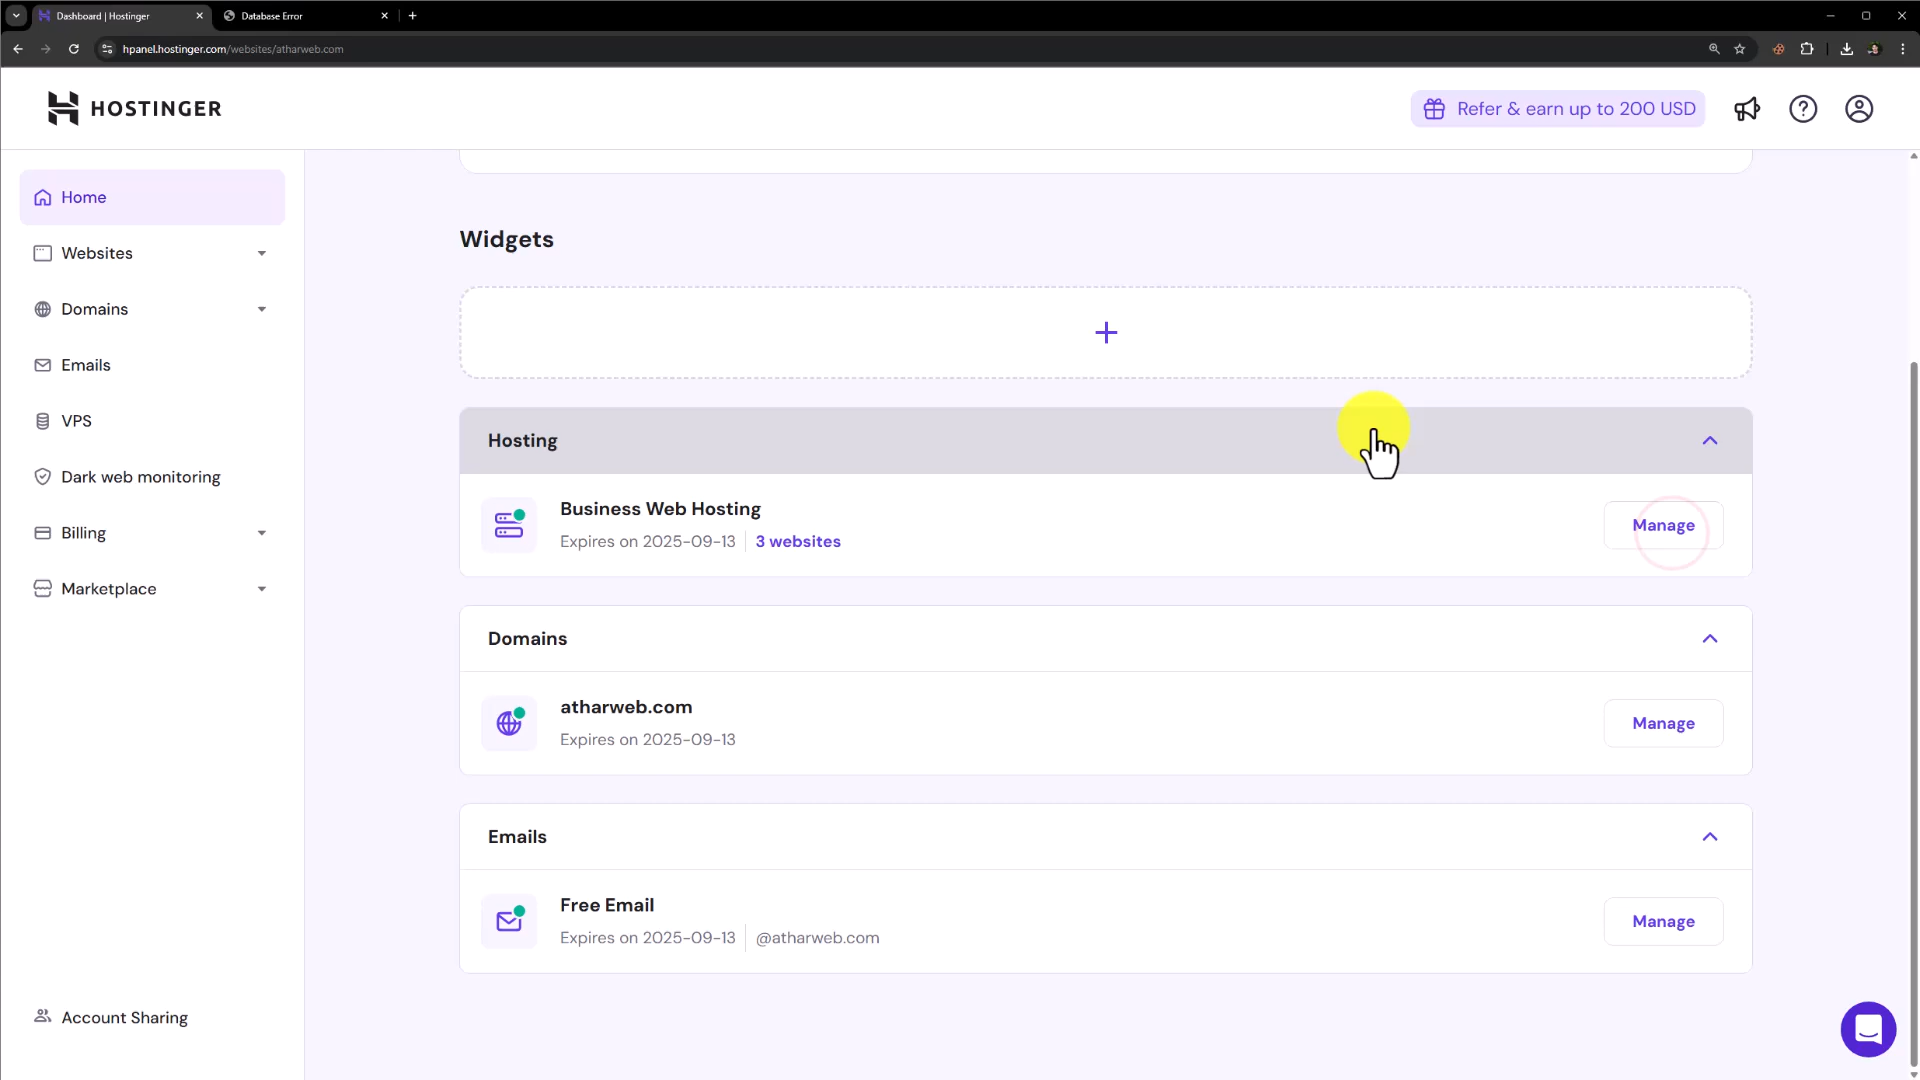 Dashboard | Hostinger
Database Error
hpanel.hostinger.com/websites/atharweb.com
HOSTINGER
Refer & earn up to 200 USD
Home
Websites
Domains
Emails
VPS
Dark web monitoring
Billing
Marketplace
Account Sharing
Widgets
Hosting
Business Web Hosting
Expires on 2025-09-13 3 websites
Manage
Domains
atharweb.com
Expires on 2025-09-13
Manage
Emails
Free Email
Expires on 2025-09-13 @atharweb.com
Manage